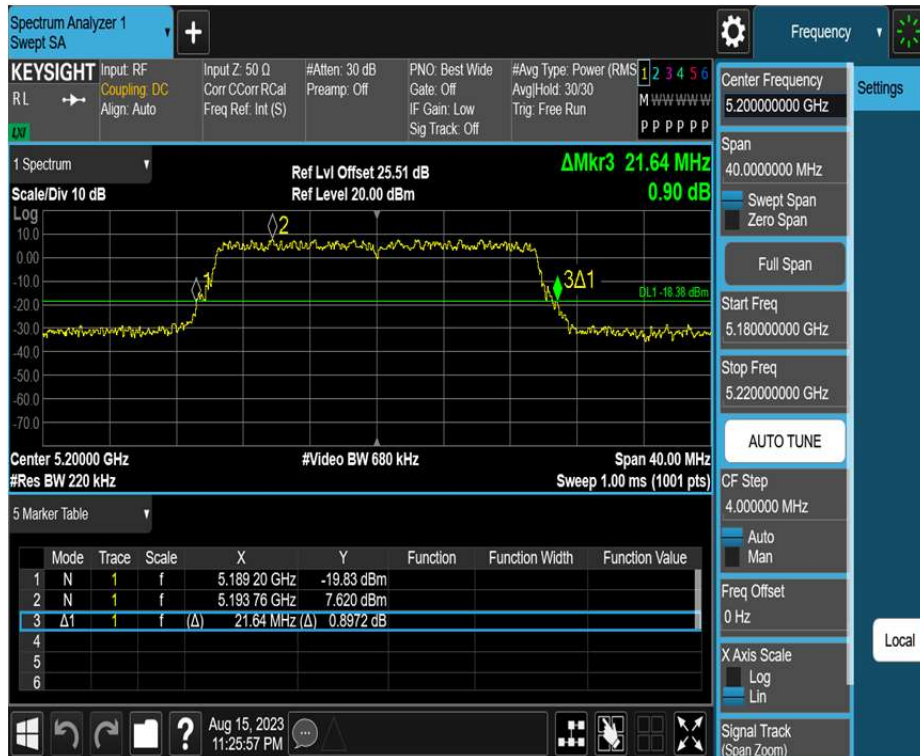 Spectrum Analyzer 1
Swept SA
+
Frequency
KEYSIGHT
RL
LXI
Input: RF
Coupling: DC
Align: Auto
Input Z: 50 Ω
Corr CCorr RCal
Freq Ref: Int (S)
#Atten: 30 dB
Preamp: Off
PNO: Best Wide
Gate: Off
IF Gain: Low
Sig Track: Off
#Avg Type: Power (RMS
Avg|Hold: 30/30
Trig: Free Run
1 2 3 4 5 6
M W W W W W
P P P P P P
Center Frequency
5.200000000 GHz
Settings
1 Spectrum
Scale/Div 10 dB
Ref Lvl Offset 25.51 dB
Ref Level 20.00 dBm
ΔMkr3 21.64 MHz
0.90 dB
Span
40.0000000 MHz
Swept Span
Zero Span
Full Span
Start Freq
5.180000000 GHz
Stop Freq
5.220000000 GHz
AUTO TUNE
CF Step
4.000000 MHz
Auto
Man
Freq Offset
0 Hz
X Axis Scale
Log
Lin
Signal Track
(Span Zoom)
Local
Log
10.0
0.00
-10.0
-20.0
-30.0
-40.0
-50.0
-60.0
-70.0
1
2
3Δ1
DL1 -18.38 dBm
Center 5.20000 GHz
#Video BW 680 kHz
Span 40.00 MHz
#Res BW 220 kHz
Sweep 1.00 ms (1001 pts)
5 Marker Table
Mode Trace Scale X Y Function Function Width Function Value
1 N 1 f 5.189 20 GHz -19.83 dBm
2 N 1 f 5.193 76 GHz 7.620 dBm
3 Δ1 1 f (Δ) 21.64 MHz (Δ) 0.8972 dB
4
5
6
?
Aug 15, 2023
11:25:57 PM